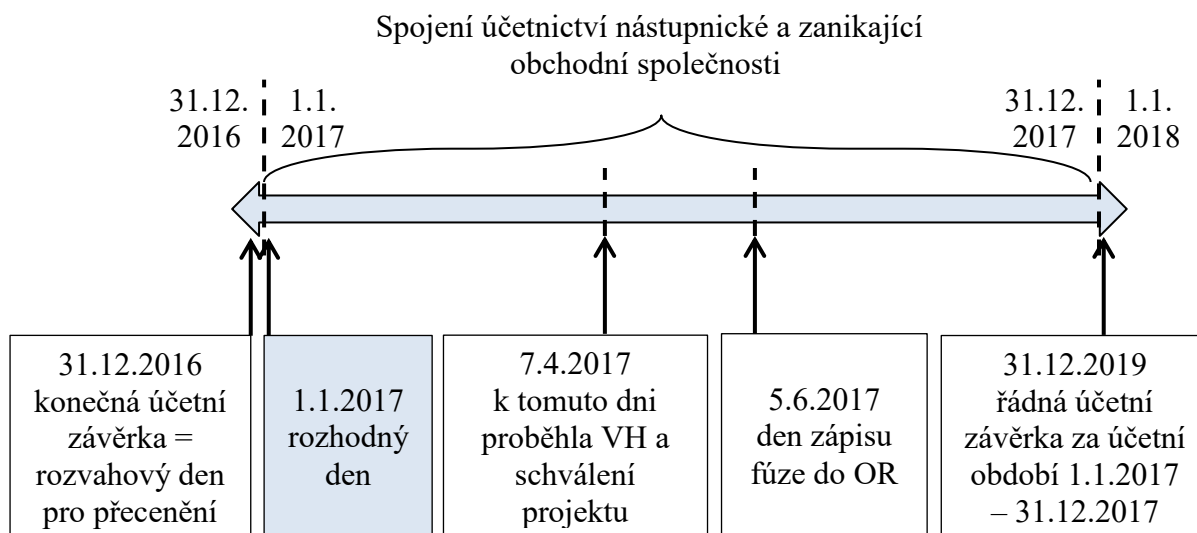 Spojení účetnictví nástupnické a zanikající
obchodní společnosti
31.12.
2016
1.1.
2017
31.12.
2017
1.1.
2018
31.12.2016
konečná účetní
závěrka =
rozvahový den
pro přecenění
1.1.2017
rozhodný
den
7.4.2017
k tomuto dni
proběhla VH a
schválení
projektu
5.6.2017
den zápisu
fúze do OR
31.12.2019
řádná účetní
závěrka za účetní
období 1.1.2017
– 31.12.2017